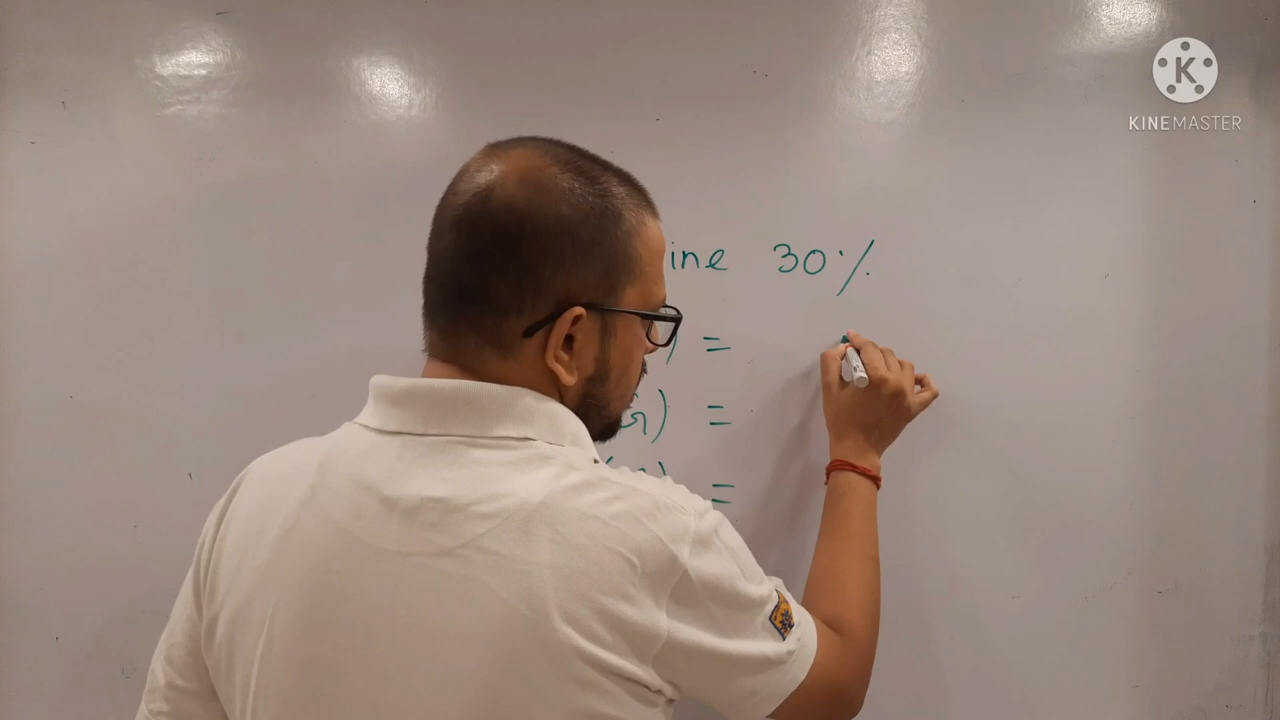 ine 30%
) =
G) =
) =
KINEMASTER